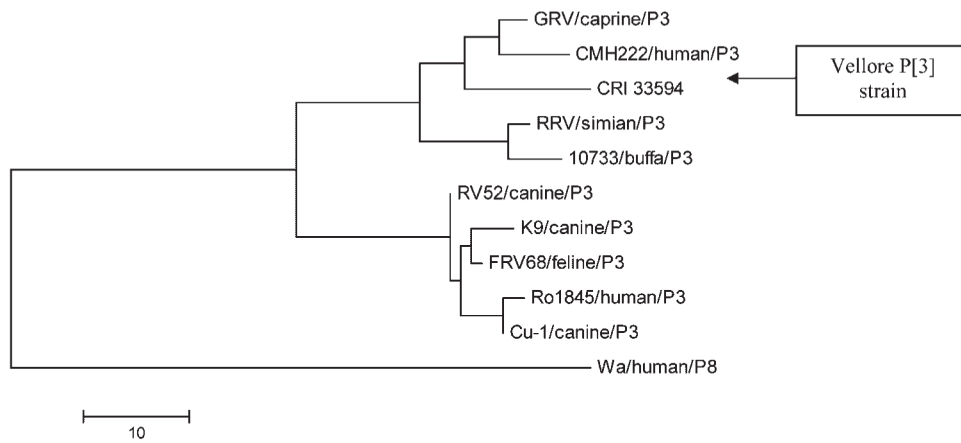 GRV/caprine/P3
CMH222/human/P3
CRI 33594
Vellore P[3]
strain
RRV/simian/P3
10733/buffa/P3
RV52/canine/P3
K9/canine/P3
FRV68/feline/P3
Ro1845/human/P3
Cu-1/canine/P3
Wa/human/P8
10